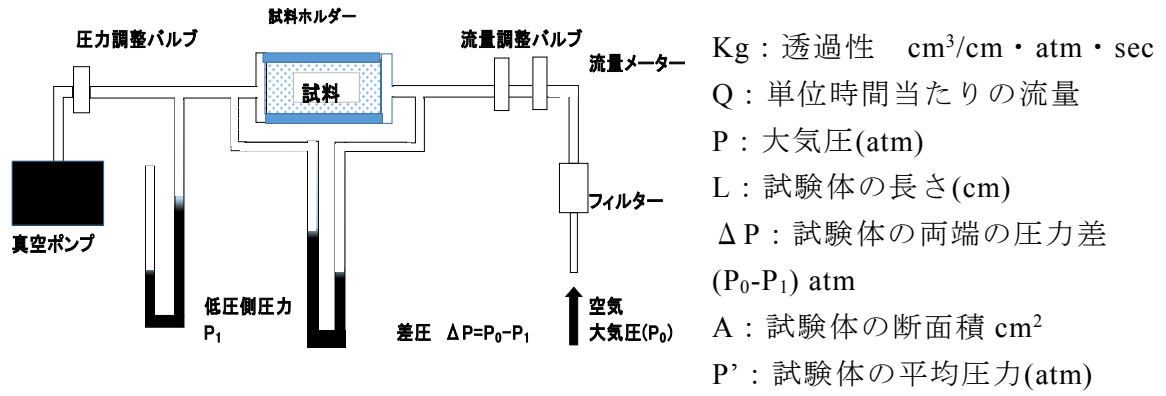 試料ホルダー
圧力調整バルブ
流量調整バルブ
流量メーター
試料
フィルター
真空ポンプ
低圧側圧力
P₁
差圧 ΔP=P₀-P₁
空気
大気圧(P₀)
Kg：透過性　cm³/cm・atm・sec
Q：単位時間当たりの流量
P：大気圧(atm)
L：試験体の長さ(cm)
ΔP：試験体の両端の圧力差
(P₀-P₁) atm
A：試験体の断面積 cm²
P’：試験体の平均圧力(atm)